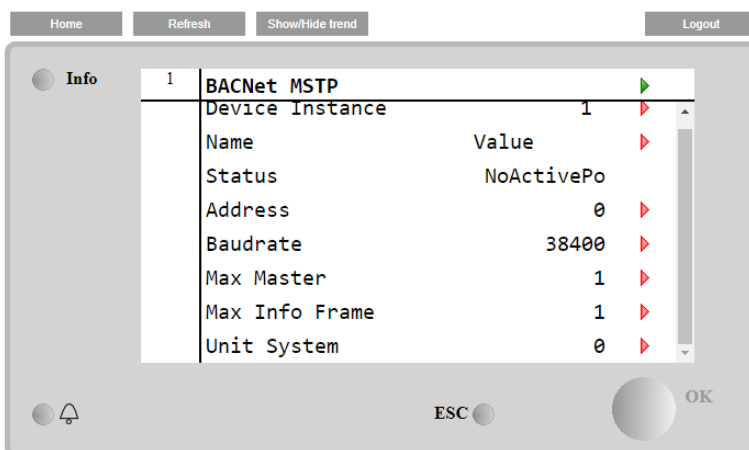 Home Refresh Show/Hide trend Logout
Info
1 BACNet MSTP
Device Instance 1
Name Value
Status NoActivePo
Address 0
Baudrate 38400
Max Master 1
Max Info Frame 1
Unit System 0
ESC OK